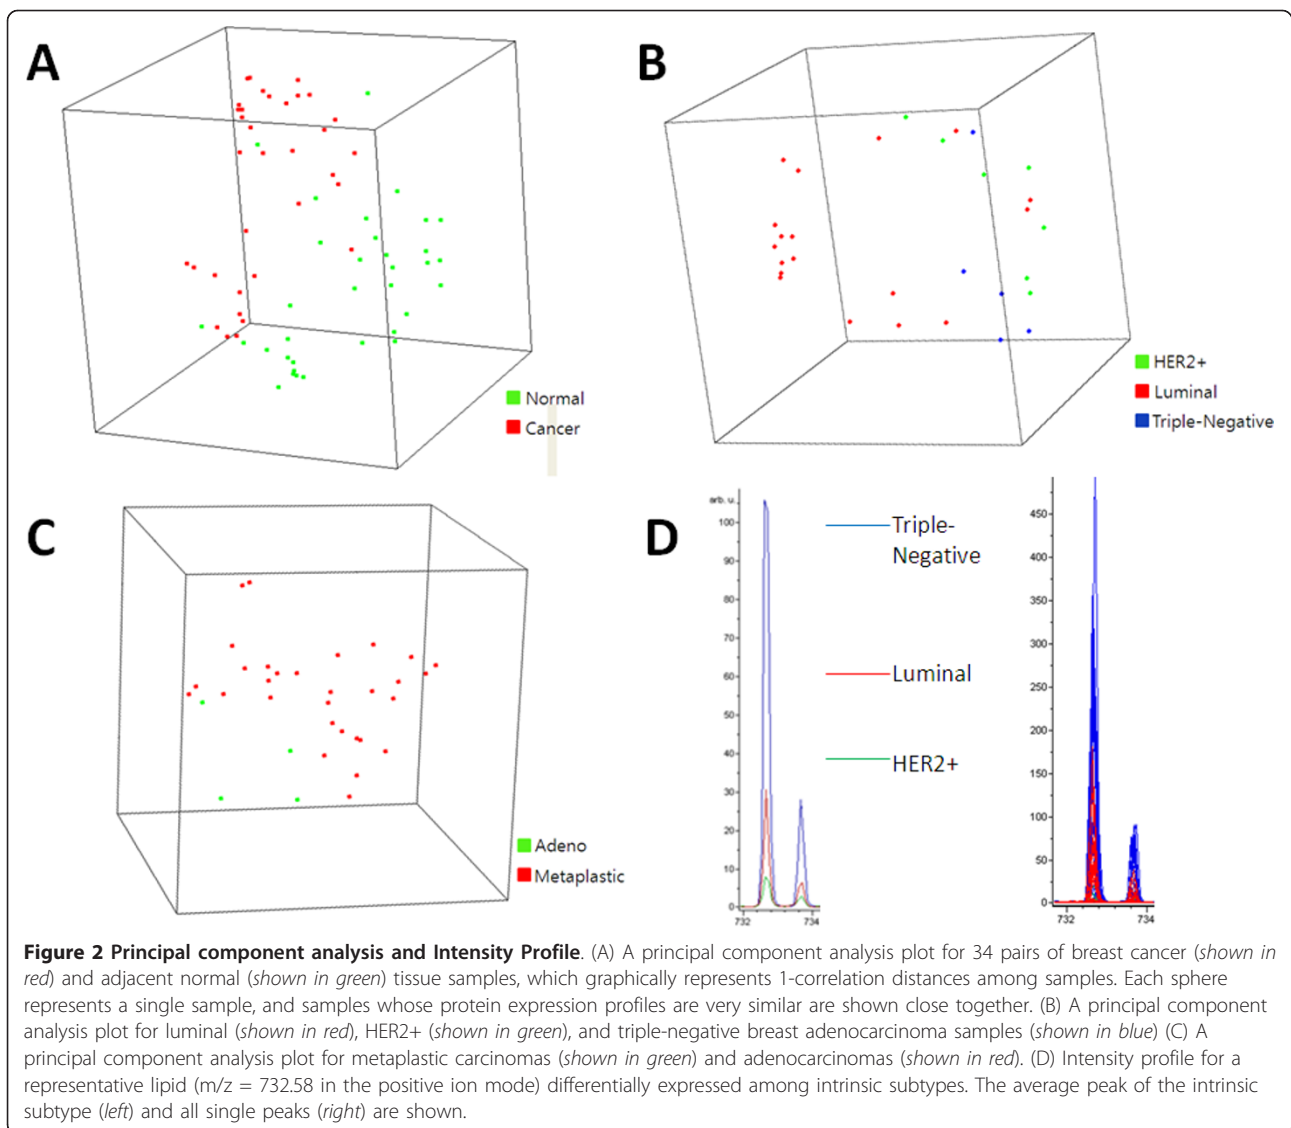 A
B
Normal
Cancer
HER2+
Luminal
Triple-Negative
C
Adeno
Metaplastic
D
arb. u.
100
90
80
70
60
50
40
30
20
10
0
732
734
Triple-
Negative
Luminal
HER2+
450
400
350
300
250
200
150
100
50
0
732
734
Figure 2 Principal component analysis and Intensity Profile. (A) A principal component analysis plot for 34 pairs of breast cancer (shown in
red) and adjacent normal (shown in green) tissue samples, which graphically represents 1-correlation distances among samples. Each sphere
represents a single sample, and samples whose protein expression profiles are very similar are shown close together. (B) A principal component
analysis plot for luminal (shown in red), HER2+ (shown in green), and triple-negative breast adenocarcinoma samples (shown in blue) (C) A
principal component analysis plot for metaplastic carcinomas (shown in green) and adenocarcinomas (shown in red). (D) Intensity profile for a
representative lipid (m/z = 732.58 in the positive ion mode) differentially expressed among intrinsic subtypes. The average peak of the intrinsic
subtype (left) and all single peaks (right) are shown.